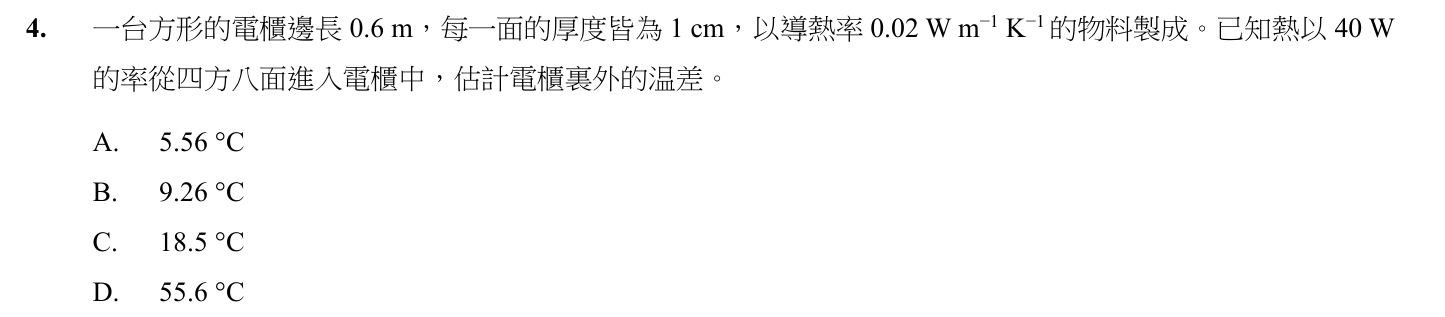 4. 一台方形的電櫃邊長 0.6 m，每一面的厚度皆為 1 cm，以導熱率 0.02 W m⁻¹ K⁻¹ 的物料製成。已知熱以 40 W
的率從四方八面進入電櫃中，估計電櫃裏外的温差。
A. 5.56 °C
B. 9.26 °C
C. 18.5 °C
D. 55.6 °C